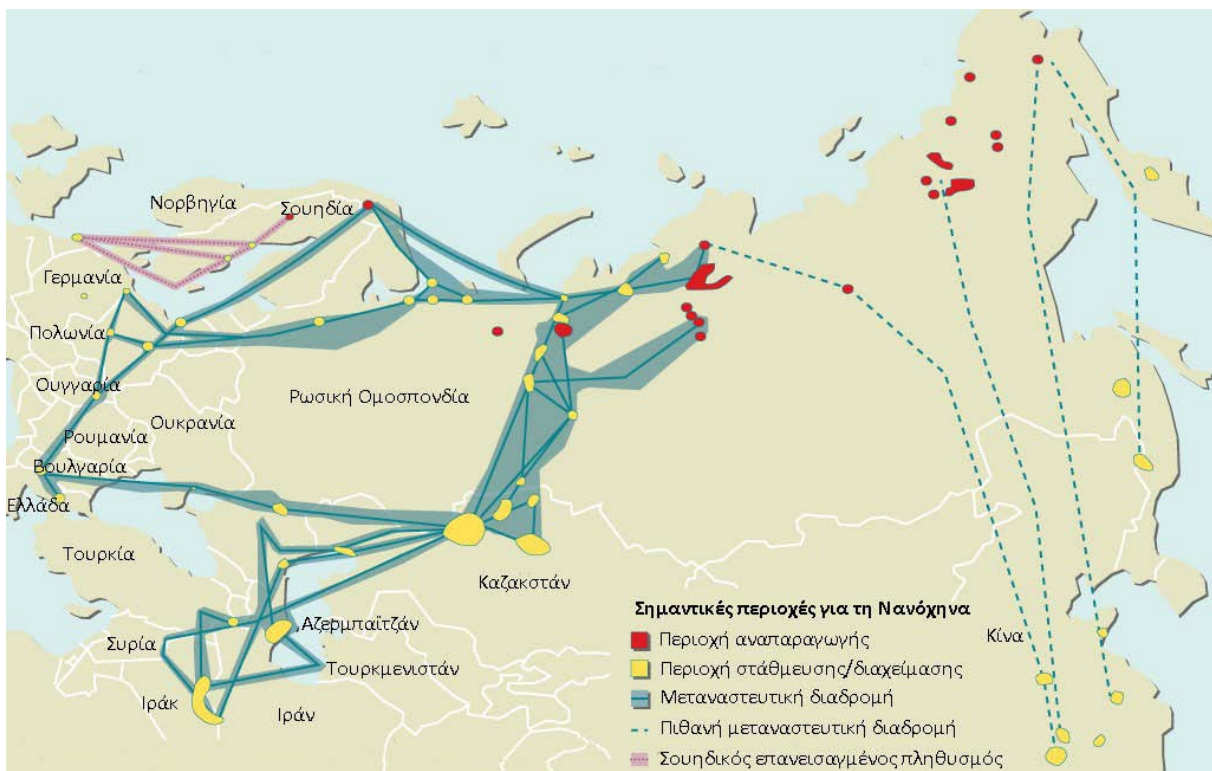 Νορβηγία
Σουηδία
Γερμανία
Πολωνία
Ουγγαρία
Ρωσική Ομοσπονδία
Ουκρανία
Ρουμανία
Βουλγαρία
Ελλάδα
Τουρκία
Καζακστάν
Αζερμπαϊτζάν
Συρία
Τουρκμενιστάν
Ιράκ
Ιράν
Κίνα
Σημαντικές περιοχές για τη Νανόχηνα
Περιοχή αναπαραγωγής
Περιοχή στάθμευσης/διαχείμασης
Μεταναστευτική διαδρομή
Πιθανή μεταναστευτική διαδρομή
Σουηδικός επανεισαγμένος πληθυσμός